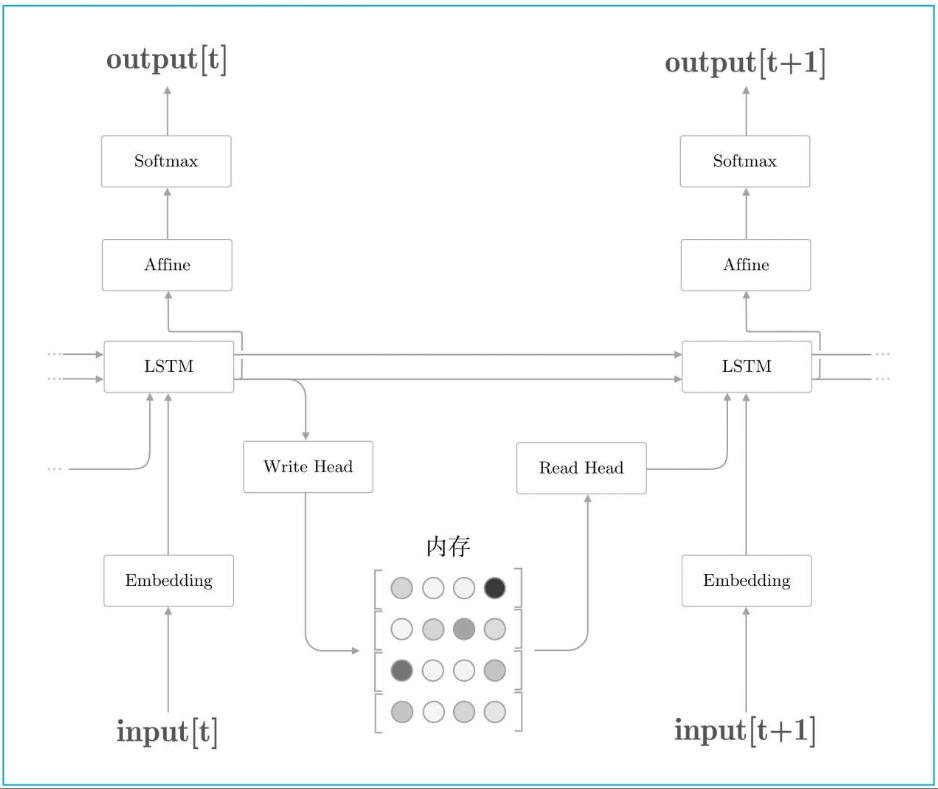 output[t]
output[t+1]
Softmax
Softmax
Affine
Affine
...
LSTM
LSTM
...
...
...
...
Write Head
Read Head
内存
Embedding
Embedding
input[t]
input[t+1]